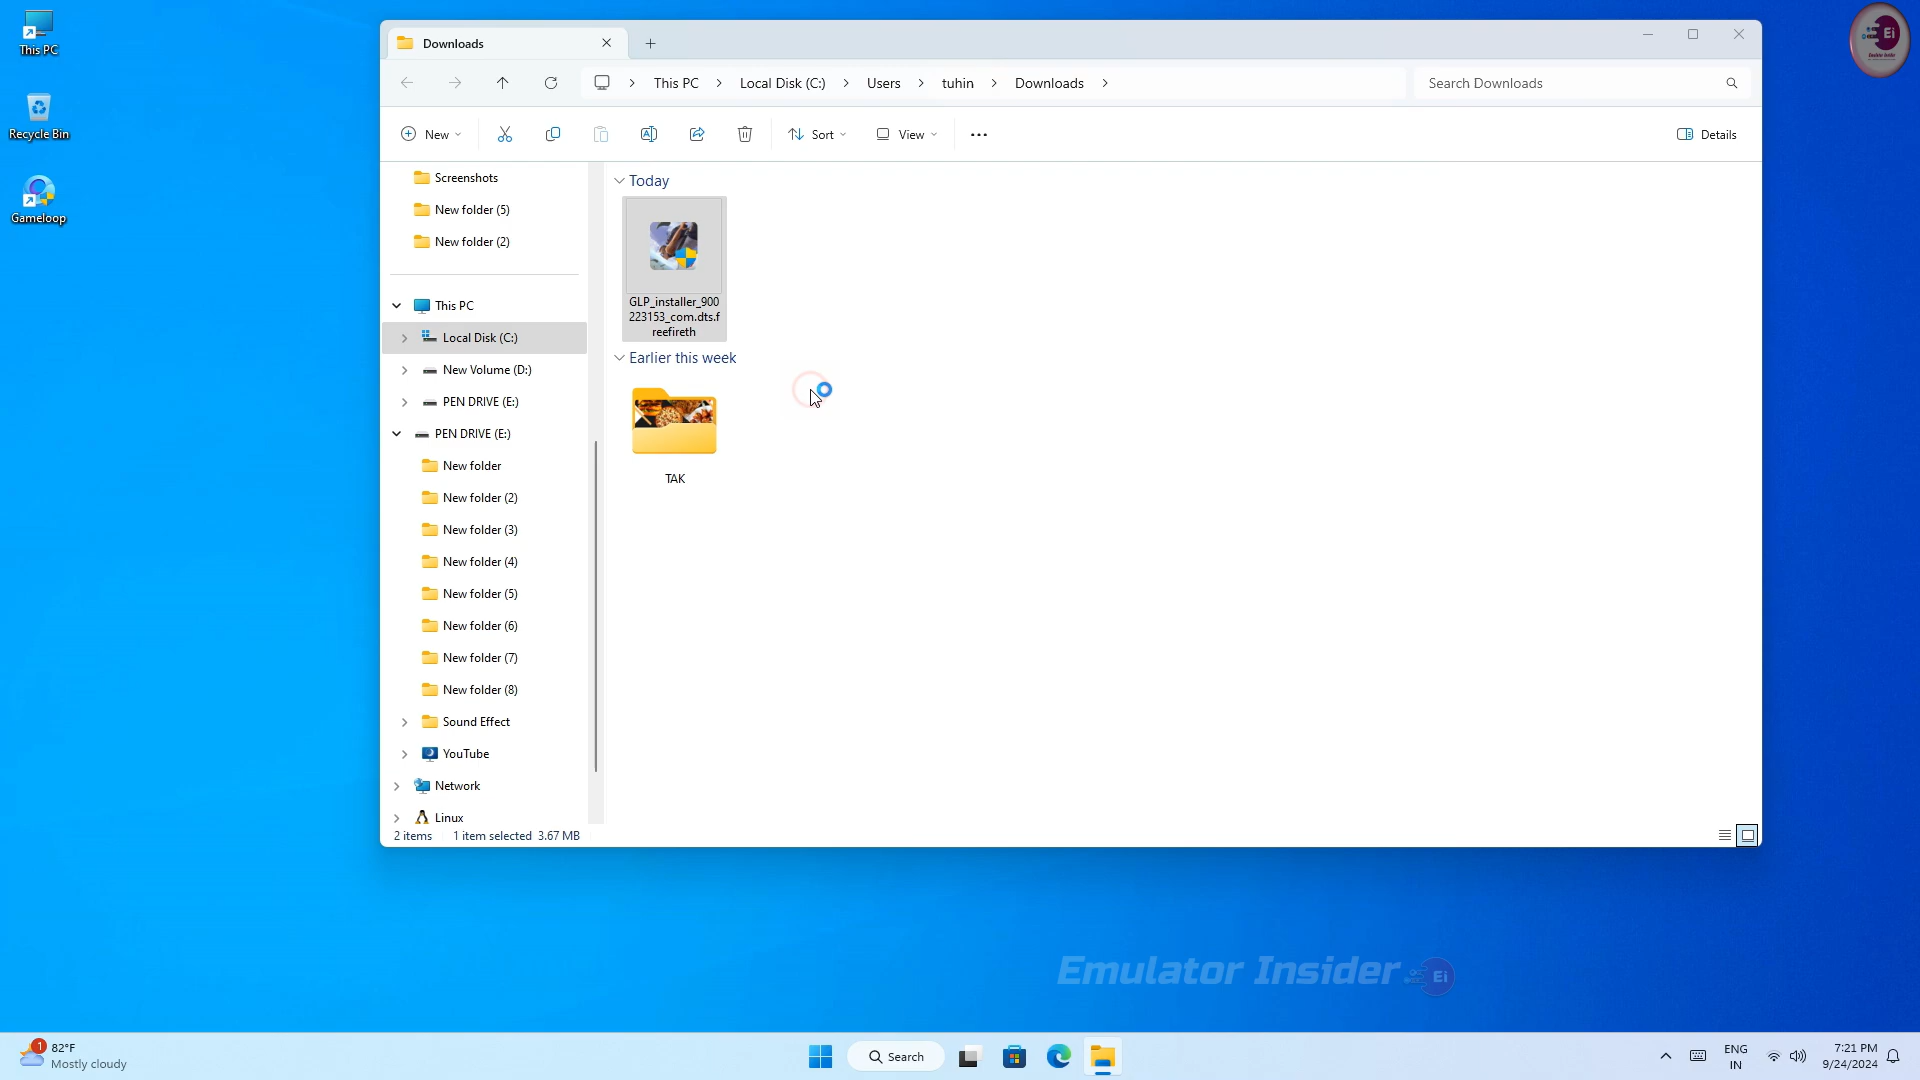 This PC
Recycle Bin
Gameloop
Downloads
This PC
Local Disk (C:)
Users
tuhin
Downloads
Search Downloads
New
Sort
View
Details
Screenshots
New folder (5)
New folder (2)
This PC
Local Disk (C:)
New Volume (D:)
PEN DRIVE (E:)
PEN DRIVE (E:)
New folder
New folder (2)
New folder (3)
New folder (4)
New folder (5)
New folder (6)
New folder (7)
New folder (8)
Sound Effect
YouTube
Network
Linux
Today
GLP_installer_900
223153_com.dts.f
reefireth
Earlier this week
TAK
2 items 1 item selected 3.67 MB
Ei
Emulator Insider Ei
1
82°F
Mostly cloudy
Search
ENG
IN
7:21 PM
9/24/2024